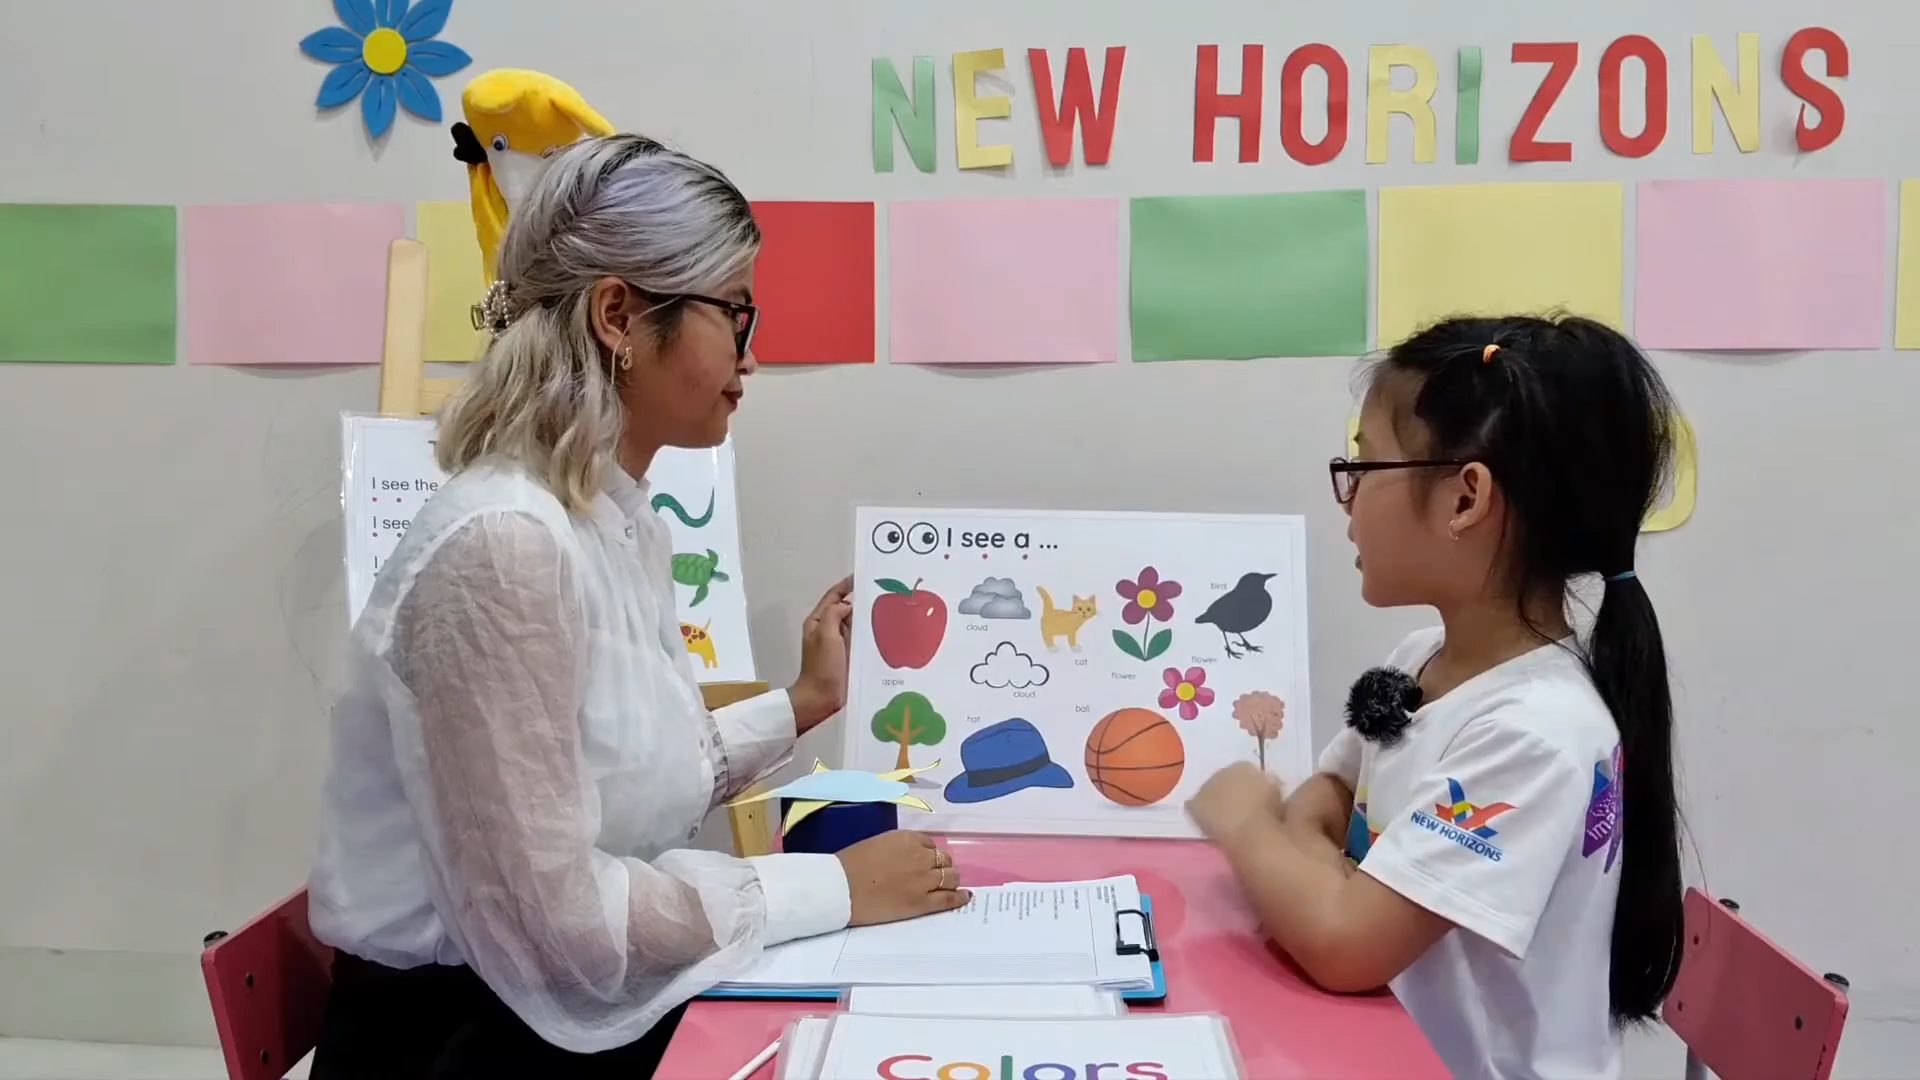 NEW HORIZONS
I see the
I see
I see a ...
bird
cloud
cat
flower
flower
apple
cloud
hat
ball
NEW HORIZONS
Colors